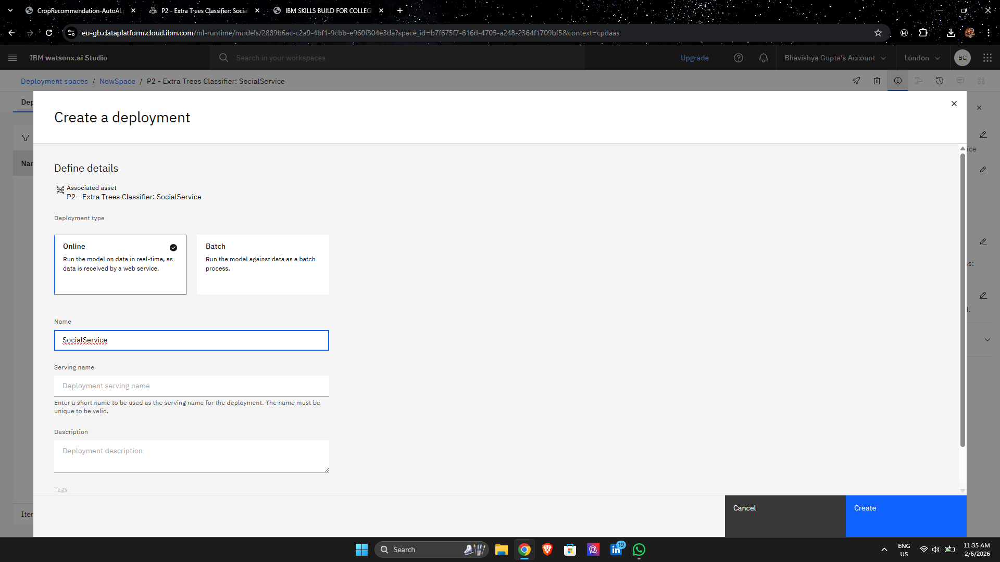 CropRecommendation-AutoAI.
P2 - Extra Trees Classifier: Social
IBM SKILLS BUILD FOR COLLEG
eu-gb.dataplatform.cloud.ibm.com/ml-runtime/models/2889b6ac-c2a9-4bf1-9cbb-e960f304e3da?space_id=b7f675f7-616d-4705-a248-2364f1709bf5&context=cpdaas
IBM watsonx.ai Studio
Search in your workspaces
Upgrade
Bhavishya Gupta's Account
London
BG
Deployment spaces / NewSpace / P2 - Extra Trees Classifier: SocialService
Dep
Create a deployment
Nar
ice
Define details
Associated asset
P2 - Extra Trees Classifier: SocialService
Deployment type
Online
Run the model on data in real-time, as
data is received by a web service.
Batch
Run the model against data as a batch
process.
ns:
d.
Name
SocialService
Serving name
Deployment serving name
Enter a short name to be used as the serving name for the deployment. The name must be
unique to be valid.
Description
Deployment description
Tags
Iter
Cancel
Create
Search
19
ENG
US
11:35 AM
2/6/2026